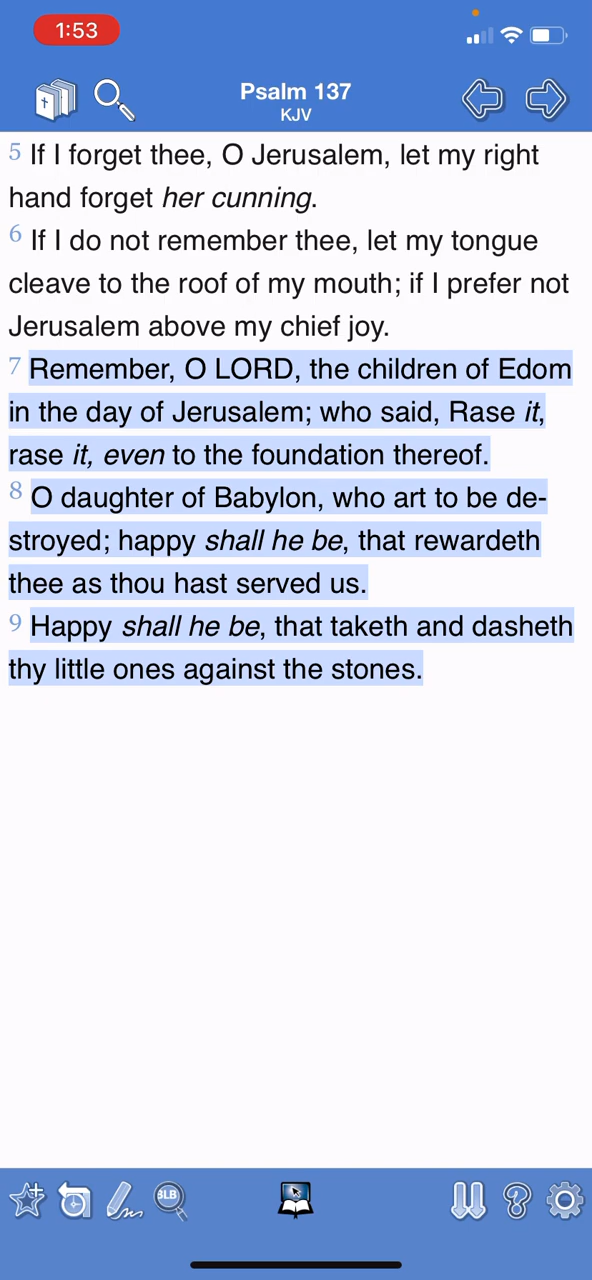 1:53
Psalm 137
KJV
5 If I forget thee, O Jerusalem, let my right
hand forget her cunning.
6 If I do not remember thee, let my tongue
cleave to the roof of my mouth; if I prefer not
Jerusalem above my chief joy.
7 Remember, O LORD, the children of Edom
in the day of Jerusalem; who said, Rase it,
rase it, even to the foundation thereof.
8 O daughter of Babylon, who art to be de-
stroyed; happy shall he be, that rewardeth
thee as thou hast served us.
9 Happy shall he be, that taketh and dasheth
thy little ones against the stones.
BLB